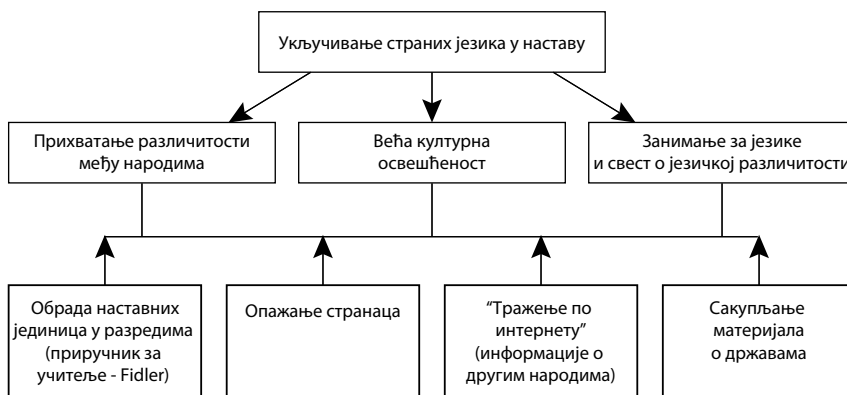 Укључивање страних језика у наставу
Прихватање различитости
међу народима
Већа културна
освешћеност
Занимање за језике
и свест о језичкој различитости
Обрада наставних
јединица у разредима
(приручник за
учитеље - Fidler)
Опажање странаца
“Тражење по
интернету”
(информације о
другим народима)
Сакупљање
материјала
о државама